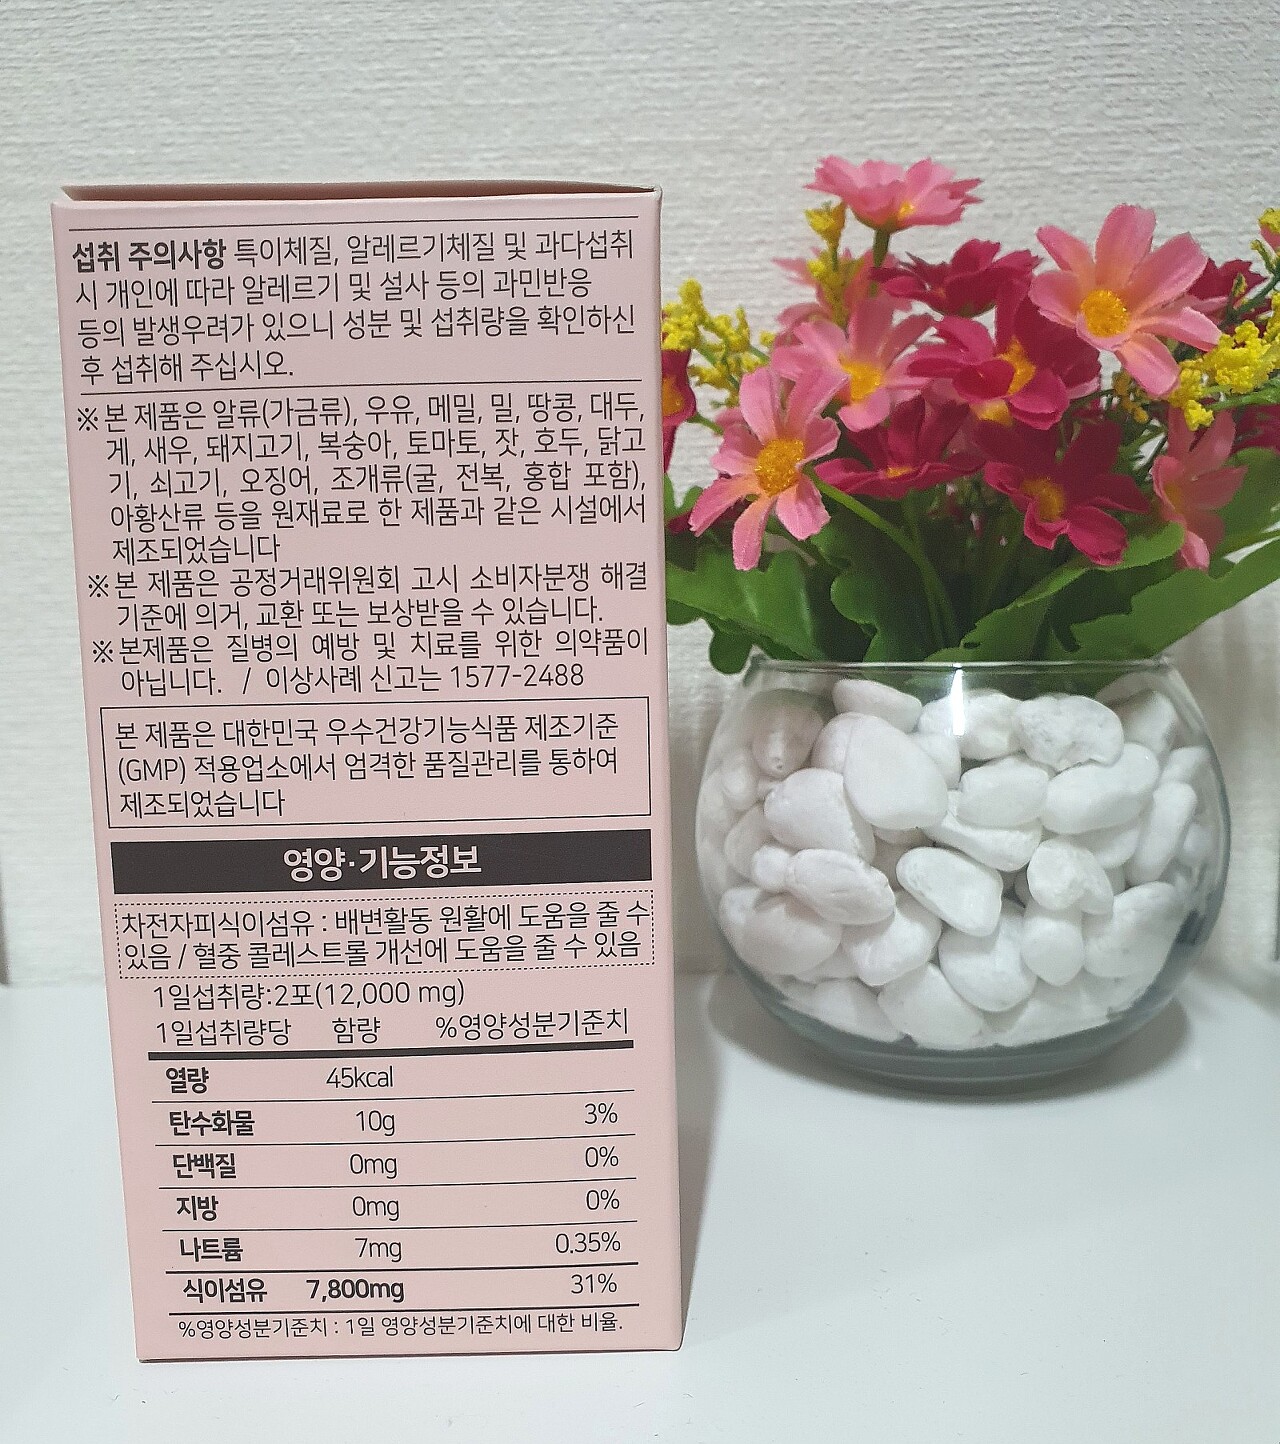 섭취 주의사항 특이체질, 알레르기체질 및 과다섭취
시 개인에 따라 알레르기 및 설사 등의 과민반응
등의 발생우려가 있으니 성분 및 섭취량을 확인하신
후 섭취해 주십시오.
※ 본 제품은 알류(가금류), 우유, 메밀, 밀, 땅콩, 대두,
게, 새우, 돼지고기, 복숭아, 토마토, 잣, 호두, 닭고
기, 쇠고기, 오징어, 조개류(굴, 전복, 홍합 포함),
아황산류 등을 원재료로 한 제품과 같은 시설에서
제조되었습니다
※ 본 제품은 공정거래위원회 고시 소비자분쟁 해결
기준에 의거, 교환 또는 보상받을 수 있습니다.
※ 본제품은 질병의 예방 및 치료를 위한 의약품이
아닙니다. / 이상사례 신고는 1577-2488
본 제품은 대한민국 우수건강기능식품 제조기준
(GMP) 적용업소에서 엄격한 품질관리를 통하여
제조되었습니다
영양·기능정보
차전자피식이섬유 : 배변활동 원활에 도움을 줄 수
있음 / 혈중 콜레스트롤 개선에 도움을 줄 수 있음
1일섭취량:2포(12,000 mg)
1일섭취량당 함량 %영양성분기준치
열량 45kcal
탄수화물 10g 3%
단백질 0mg 0%
지방 0mg 0%
나트륨 7mg 0.35%
식이섬유 7,800mg 31%
%영양성분기준치 : 1일 영양성분기준치에 대한 비율.